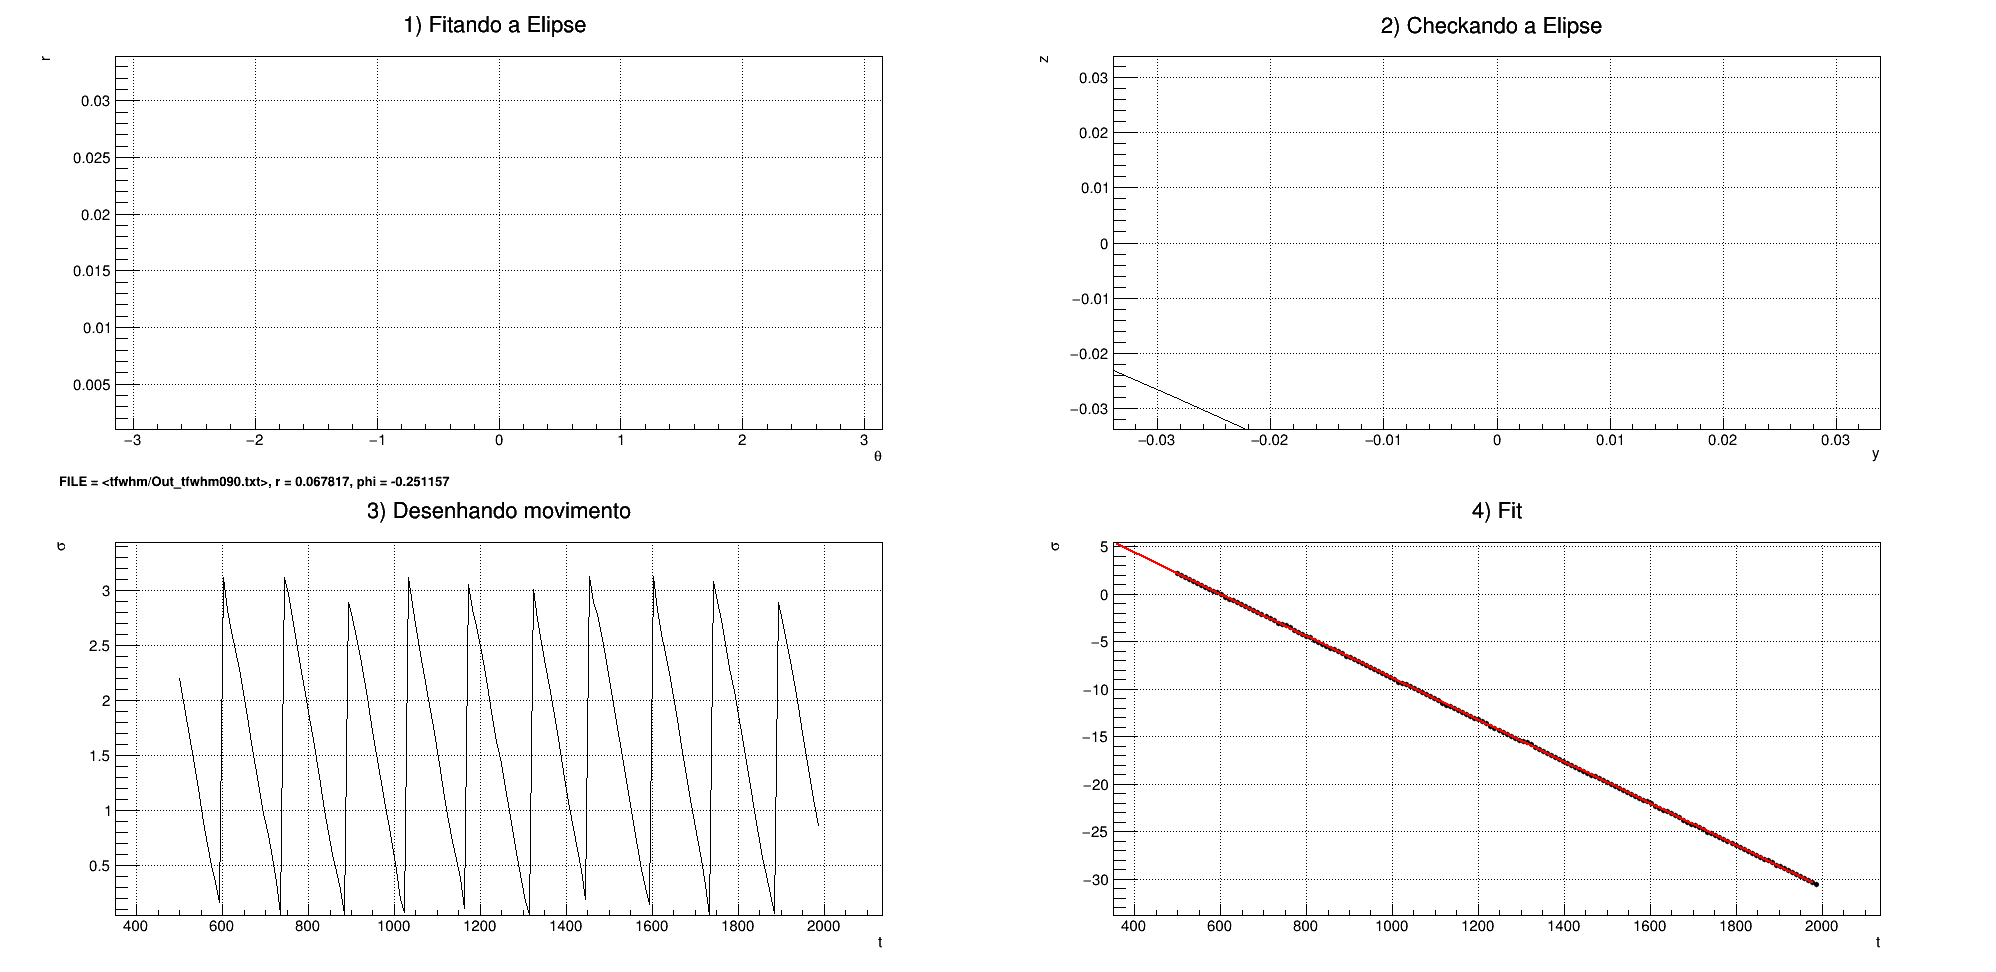 1) Fitando a Elipse
r
0.03
0.025
0.02
0.015
0.01
0.005
−3 −2 −1 0 1 2 3
θ
2) Checkando a Elipse
z
0.03
0.02
0.01
0
−0.01
−0.02
−0.03
−0.03 −0.02 −0.01 0 0.01 0.02 0.03
y
FILE = <tfwhm/Out_tfwhm090.txt>, r = 0.067817, phi = -0.251157
3) Desenhando movimento
σ
3
2.5
2
1.5
1
0.5
400 600 800 1000 1200 1400 1600 1800 2000
t
4) Fit
σ
5
0
−5
−10
−15
−20
−25
−30
400 600 800 1000 1200 1400 1600 1800 2000
t